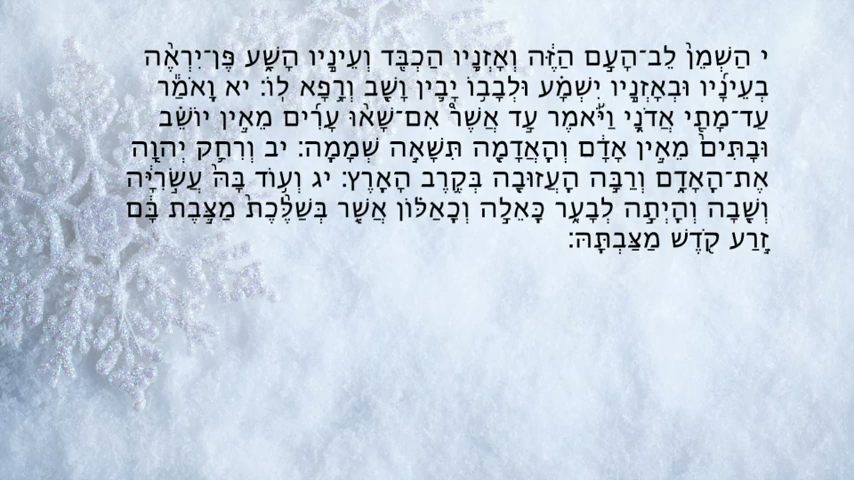 י הַשְׁמֵן֙ לֵב־הָעָ֣ם הַזֶּ֔ה וְאָזְנָ֥יו הַכְבֵּ֖ד וְעֵינָ֣יו הָשַׁ֑ע פֶּן־יִרְאֶ֨ה
בְעֵינָ֜יו וּבְאָזְנָ֣יו יִשְׁמָ֗ע וּלְבָב֥וֹ יָבִ֛ין וָשָׁ֖ב וְרָ֥פָא לֽוֹ׃ יא וָאֹמַ֕ר
עַד־מָתַ֖י אֲדֹנָ֑י וַיֹּ֡אמֶר עַ֣ד אֲשֶׁר֩ אִם־שָׁא֨וּ עָרִ֜ים מֵאֵ֣ין יוֹשֵׁ֗ב
וּבָתִּים֙ מֵאֵ֣ין אָדָ֔ם וְהָאֲדָמָ֖ה תִּשָּׁאֶ֥ה שְׁמָמָֽה׃ יב וְרִחַ֥ק יְהוָ֖ה
אֶת־הָאָדָ֑ם וְרַבָּ֥ה הָעֲזוּבָ֖ה בְּקֶ֥רֶב הָאָֽרֶץ׃ יג וְע֥וֹד בָּהּ֙ עֲשִׂ֣רִיָּ֔ה
וְשָׁ֖בָה וְהָיְתָ֣ה לְבָעֵ֑ר כָּאֵלָ֣ה וְכָאַלּ֗וֹן אֲשֶׁ֤ר בְּשַׁלֶּ֙כֶת֙ מַצֶּ֣בֶת בָּ֔ם
זֶ֥רַע קֹ֖דֶשׁ מַצַּבְתָּֽהּ׃